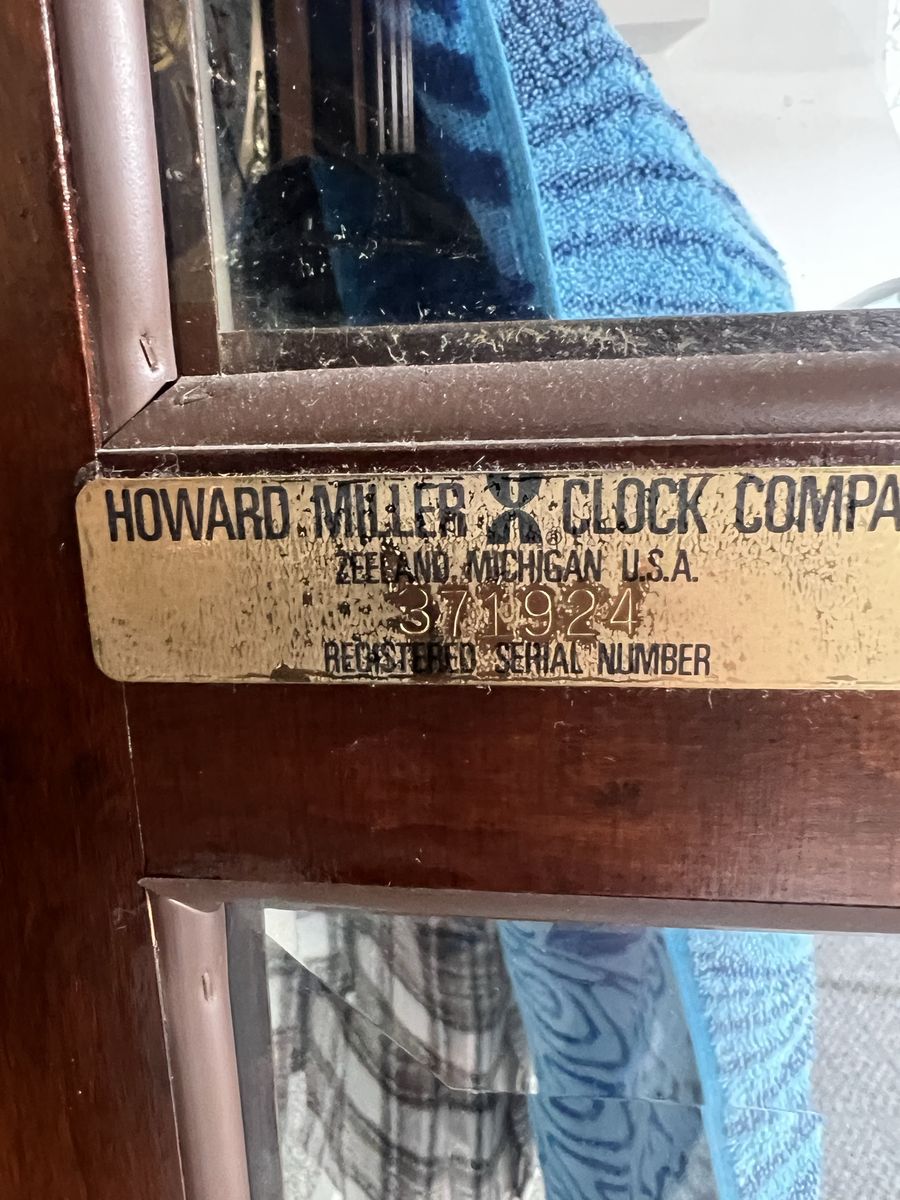 HOWARD MILLER ® CLOCK COMPA
ZEELAND, MICHIGAN U.S.A.
371924
REGISTERED SERIAL NUMBER